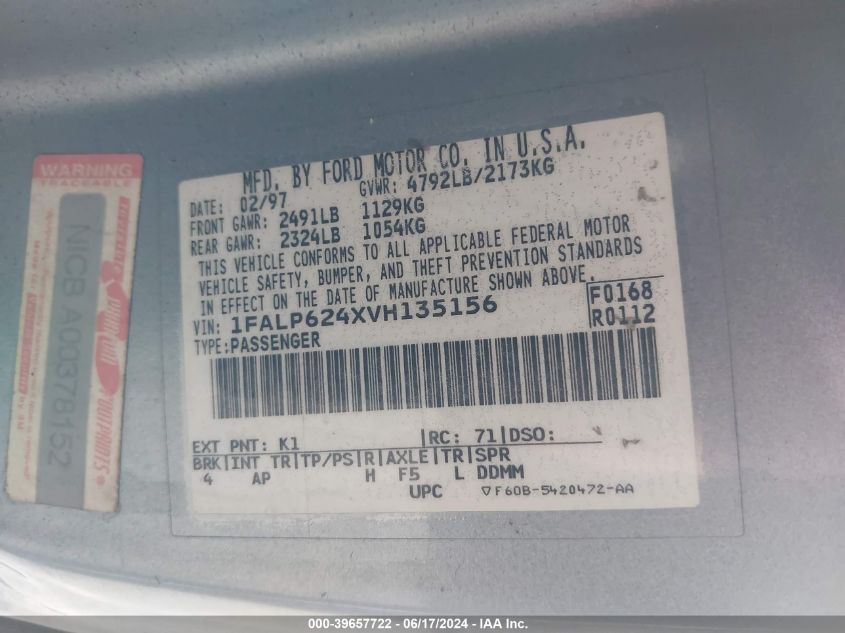 MFD. BY FORD MOTOR CO. IN U.S.A.
DATE: 02/97 GVWR: 4792LB/2173KG
FRONT GAWR: 2491LB 1129KG
REAR GAWR: 2324LB 1054KG
THIS VEHICLE CONFORMS TO ALL APPLICABLE FEDERAL MOTOR
VEHICLE SAFETY, BUMPER, AND THEFT PREVENTION STANDARDS
IN EFFECT ON THE DATE OF MANUFACTURE SHOWN ABOVE.
VIN: 1FALP624XVH135156 F0168
TYPE:PASSENGER R0112
EXT PNT: K1 |RC: 71|DSO:
BRK|INT TR|TP/PS|R|AXLE|TR|SPR
4 AP H F5 L DDMM
UPC ▽F60B-5420472-AA
WARNING
TRACEABLE
NICB A00378152
FOOTPRINTS®
000-39657722 - 06/17/2024 - IAA Inc.